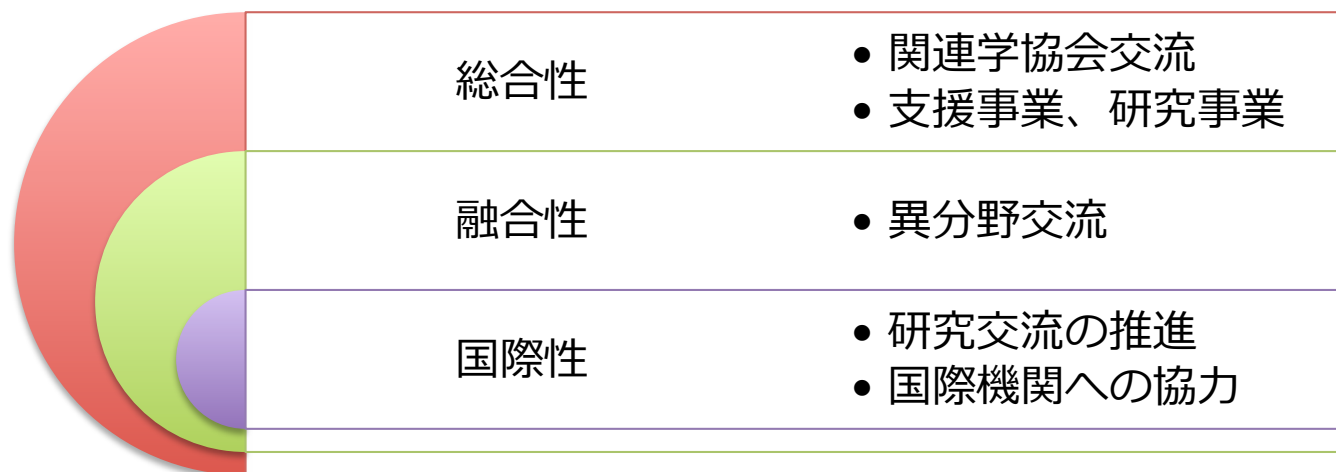 総合性
• 関連学協会交流
• 支援事業、研究事業
融合性
• 異分野交流
国際性
• 研究交流の推進
• 国際機関への協力